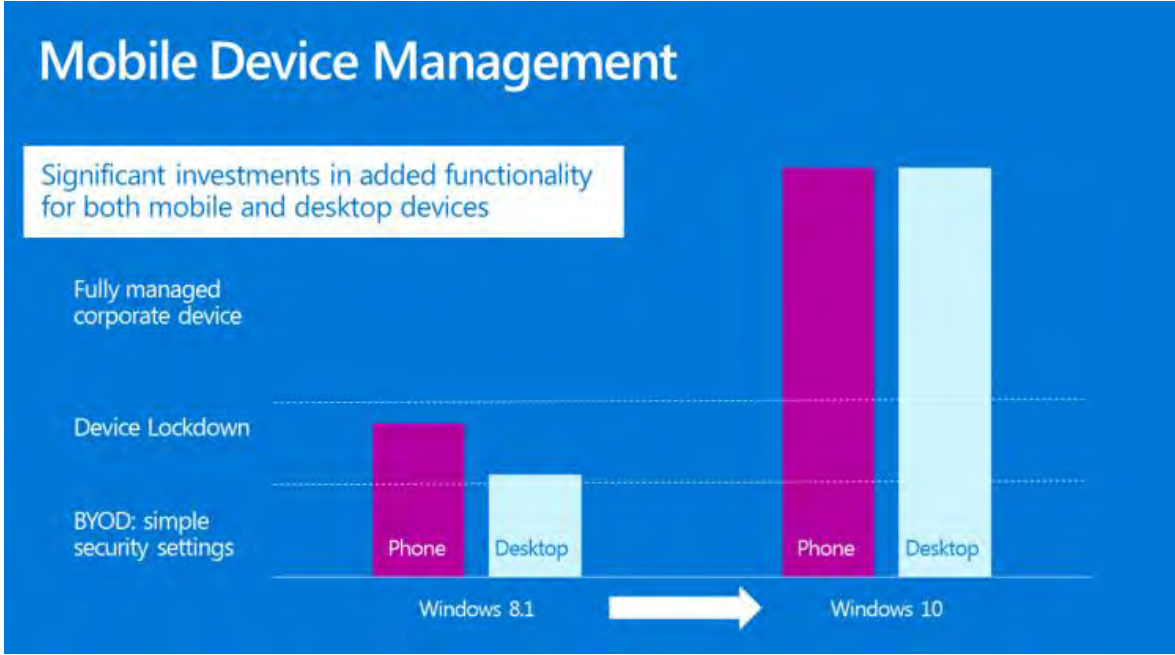 Mobile Device Management
Significant investments in added functionality
for both mobile and desktop devices
Fully managed
corporate device
Device Lockdown
BYOD: simple
security settings
Phone
Desktop
Phone
Desktop
Windows 8.1
Windows 10